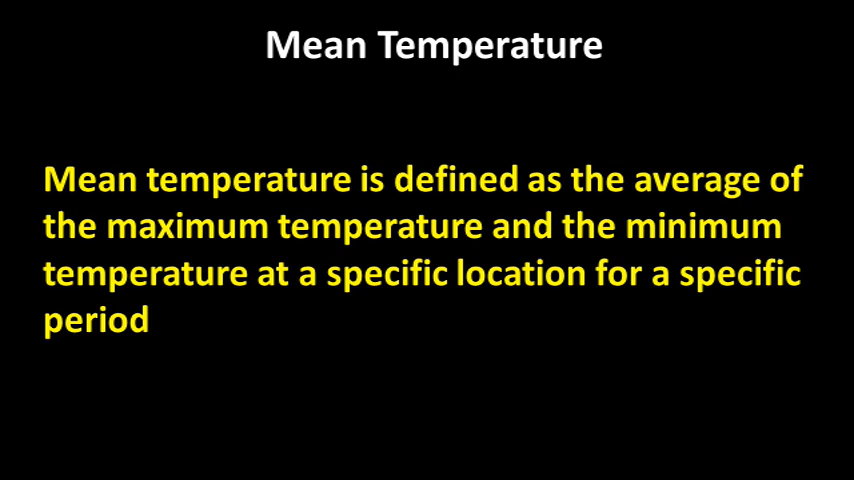 Mean Temperature
Mean temperature is defined as the average of
the maximum temperature and the minimum
temperature at a specific location for a specific
period